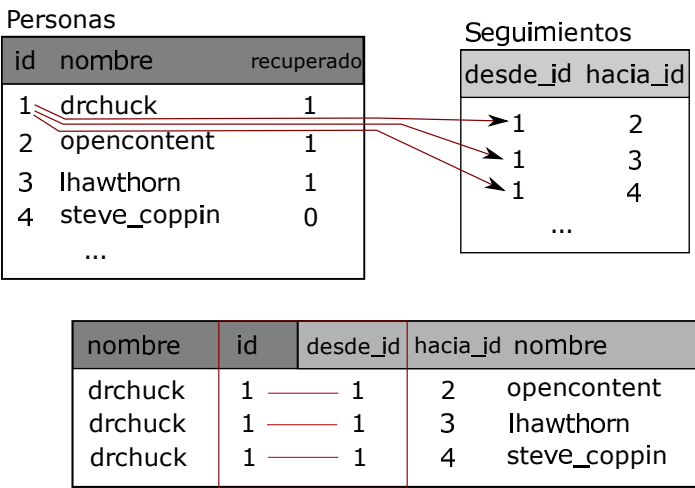 Personas
id nombre recuperado
1 drchuck 1
2 opencontent 1
3 lhawthorn 1
4 steve_coppin 0
...
Seguimientos
desde_id hacia_id
1 2
1 3
1 4
...
nombre id desde_id hacia_id nombre
drchuck 1 1 2 opencontent
drchuck 1 1 3 lhawthorn
drchuck 1 1 4 steve_coppin